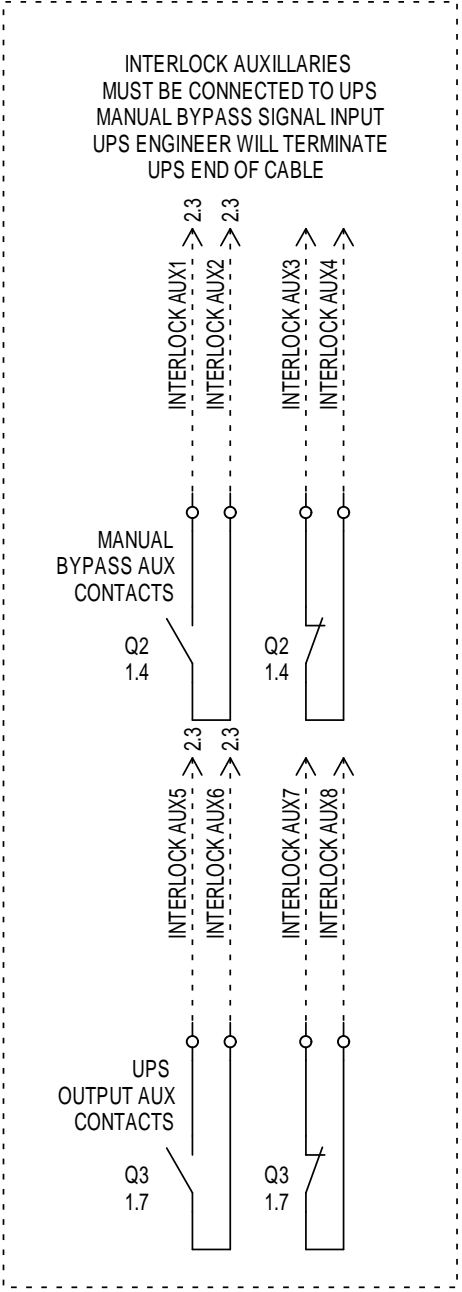 INTERLOCK AUXILLARIES
MUST BE CONNECTED TO UPS
MANUAL BYPASS SIGNAL INPUT
UPS ENGINEER WILL TERMINATE
UPS END OF CABLE
2.3
2.3
INTERLOCK AUX1
INTERLOCK AUX2
INTERLOCK AUX3
INTERLOCK AUX4
MANUAL
BYPASS AUX
CONTACTS
Q2
1.4
Q2
1.4
2.3
2.3
INTERLOCK AUX5
INTERLOCK AUX6
INTERLOCK AUX7
INTERLOCK AUX8
UPS
OUTPUT AUX
CONTACTS
Q3
1.7
Q3
1.7